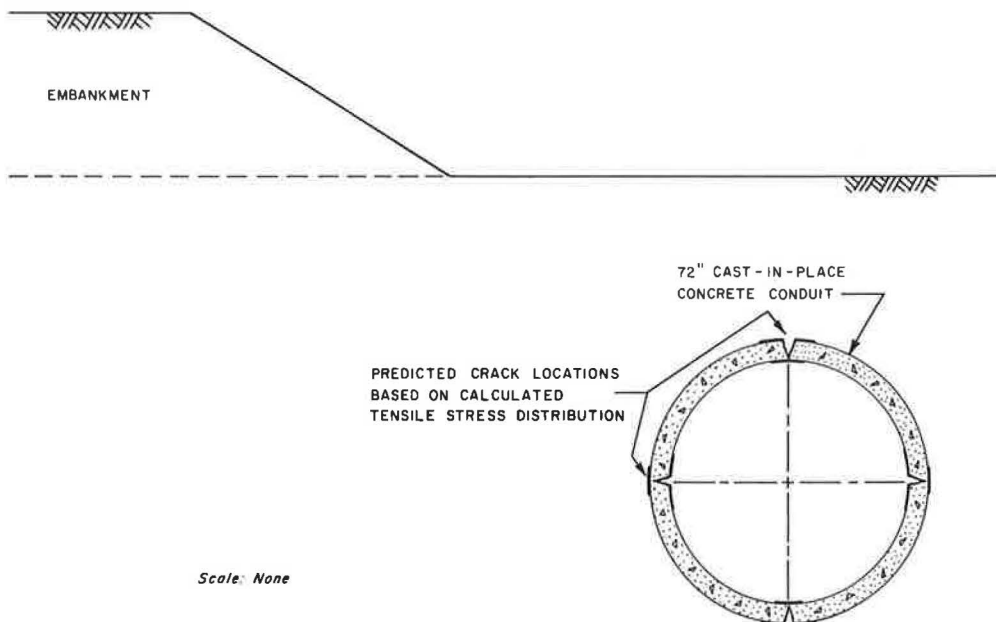 EMBANKMENT
72" CAST-IN-PLACE
CONCRETE CONDUIT
PREDICTED CRACK LOCATIONS
BASED ON CALCULATED
TENSILE STRESS DISTRIBUTION
Scale: None